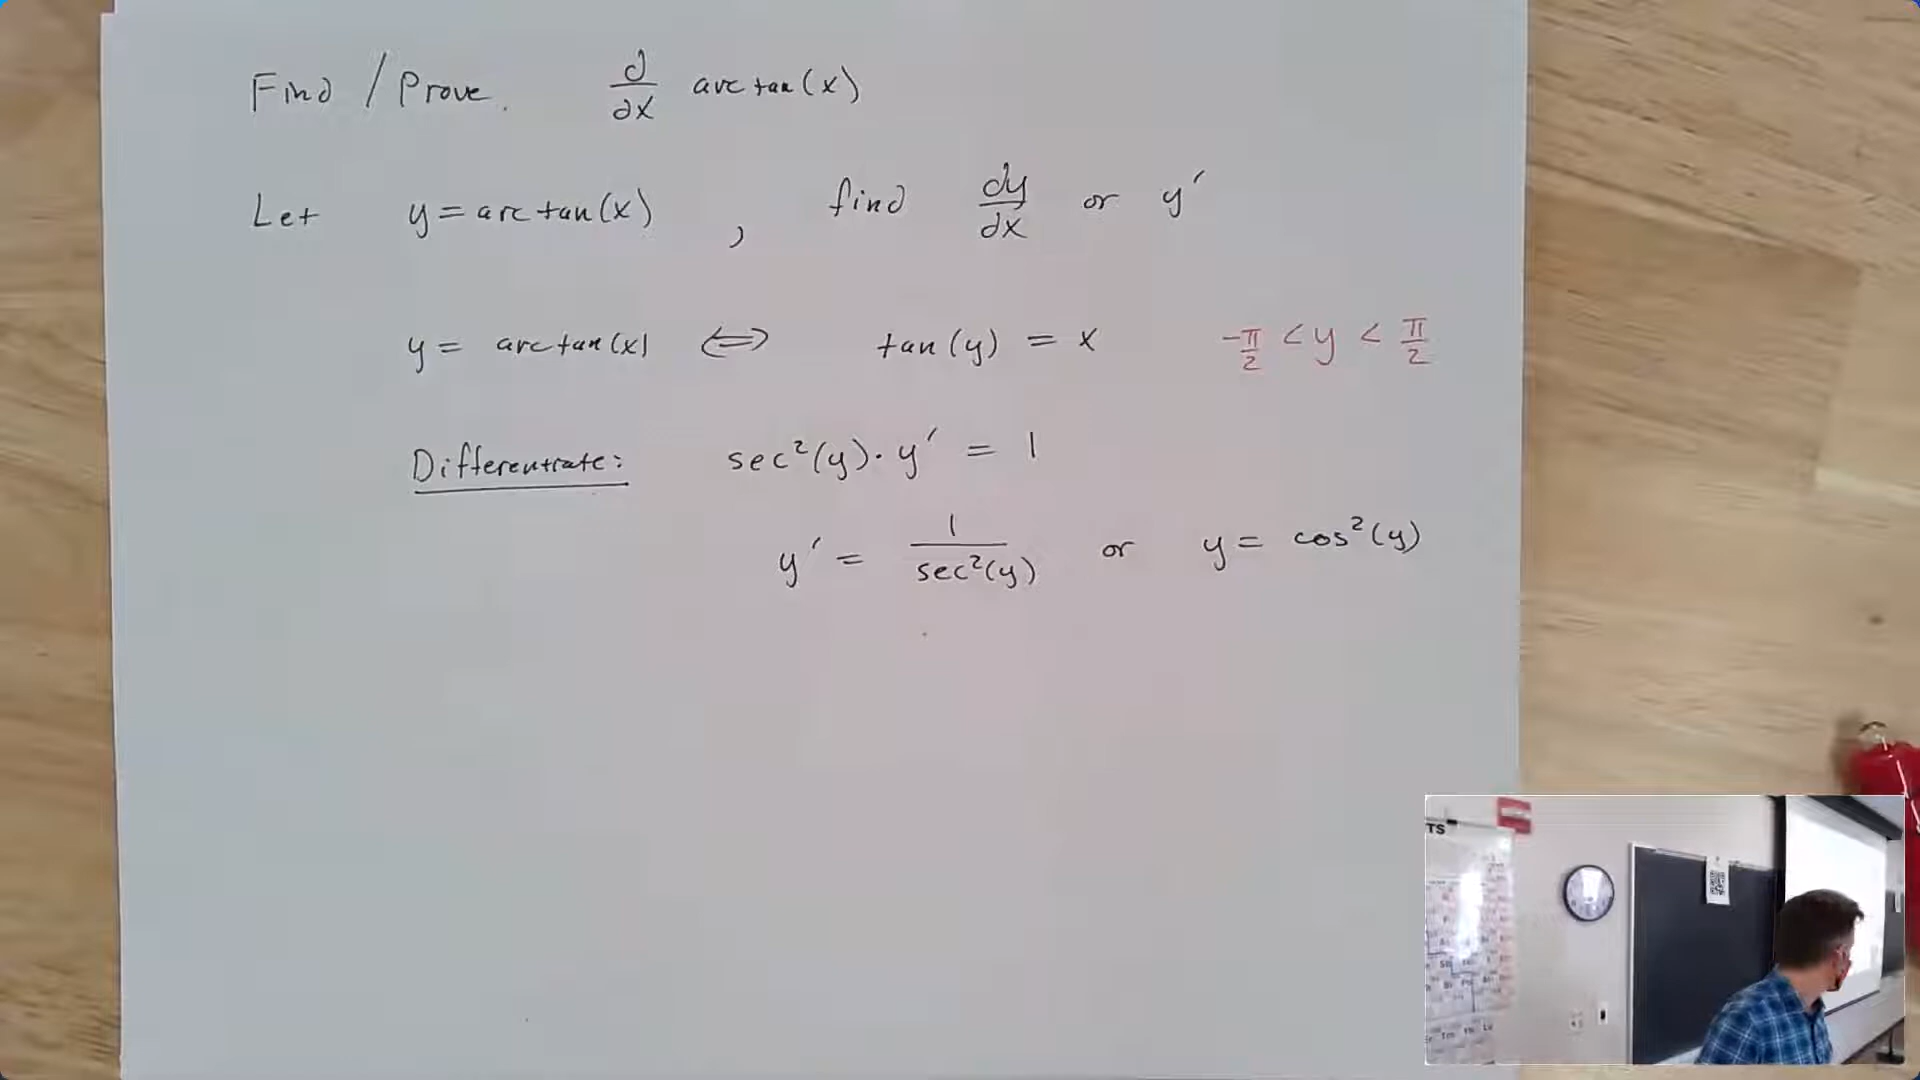 Find / Prove. d/dx arctan(x)
Let y = arctan(x) , find dy/dx or y′
y = arctan(x) ⟺ tan(y) = x -π/2 < y < π/2
Differentiate: sec²(y) · y′ = 1
y′ = 1/sec²(y) or y = cos²(y)
TS